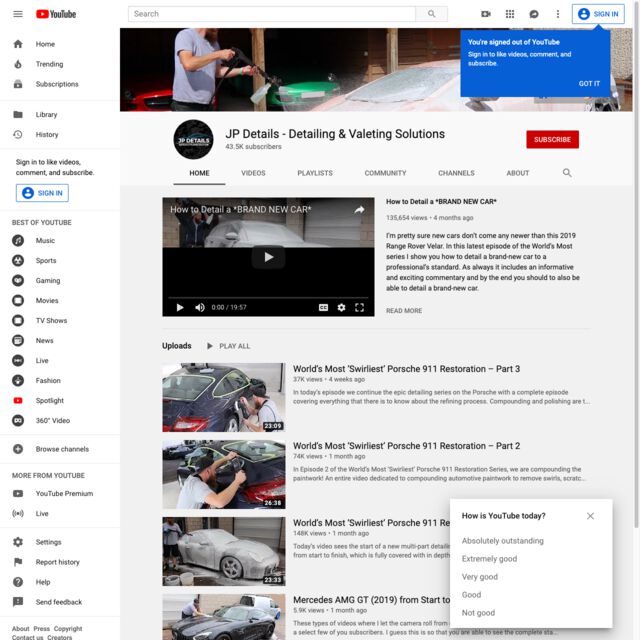 YouTube
Search
SIGN IN
You're signed out of YouTube
Sign in to like videos, comment, and
subscribe.
GOT IT
Home
Trending
Subscriptions
Library
History
Sign in to like videos,
comment, and subscribe.
SIGN IN
BEST OF YOUTUBE
Music
Sports
Gaming
Movies
TV Shows
News
Live
Fashion
Spotlight
360° Video
Browse channels
MORE FROM YOUTUBE
YouTube Premium
Live
Settings
Report history
Help
Send feedback
About Press Copyright
Contact us Creators
JP DETAILS
JP Details - Detailing & Valeting Solutions
43.5K subscribers
SUBSCRIBE
HOME VIDEOS PLAYLISTS COMMUNITY CHANNELS ABOUT
How to Detail a *BRAND NEW CAR*
0:00 / 19:57
How to Detail a *BRAND NEW CAR*
135,654 views • 4 months ago
I'm pretty sure new cars don't come any newer than this 2019
Range Rover Velar. In this latest episode of the World's Most
series I show you how to detail a brand-new car to a
professional's standard. As always it includes an informative
and exciting commentary and by the end you should to also be
able to detail a brand-new car.
READ MORE
Uploads PLAY ALL
23:09
World's Most 'Swirliest' Porsche 911 Restoration – Part 3
37K views • 4 weeks ago
In today's episode we continue the epic detailing series on the Porsche with a complete episode
covering everything that there is to know about the refining process. Compounding and polishing are t...
26:38
World's Most 'Swirliest' Porsche 911 Restoration – Part 2
74K views • 1 month ago
In Episode 2 of the World's Most 'Swirliest' Porsche Restoration Series, we are compounding the
paintwork! An entire video dedicated to compounding automotive paintwork to remove swirls, scratc...
23:33
World's Most 'Swirliest' Porsche 911 Re
148K views • 1 month ago
Today's video sees the start of a new multi-part detailin
from start to finish, which is fully covered with in depth
Mercedes AMG GT (2019) from Start to
5.9K views • 1 month ago
These types of videos where I let the camera roll from
a select few of you subscribers. I guess this is so that you are able to see the complete sta...
How is YouTube today?
Absolutely outstanding
Extremely good
Very good
Good
Not good